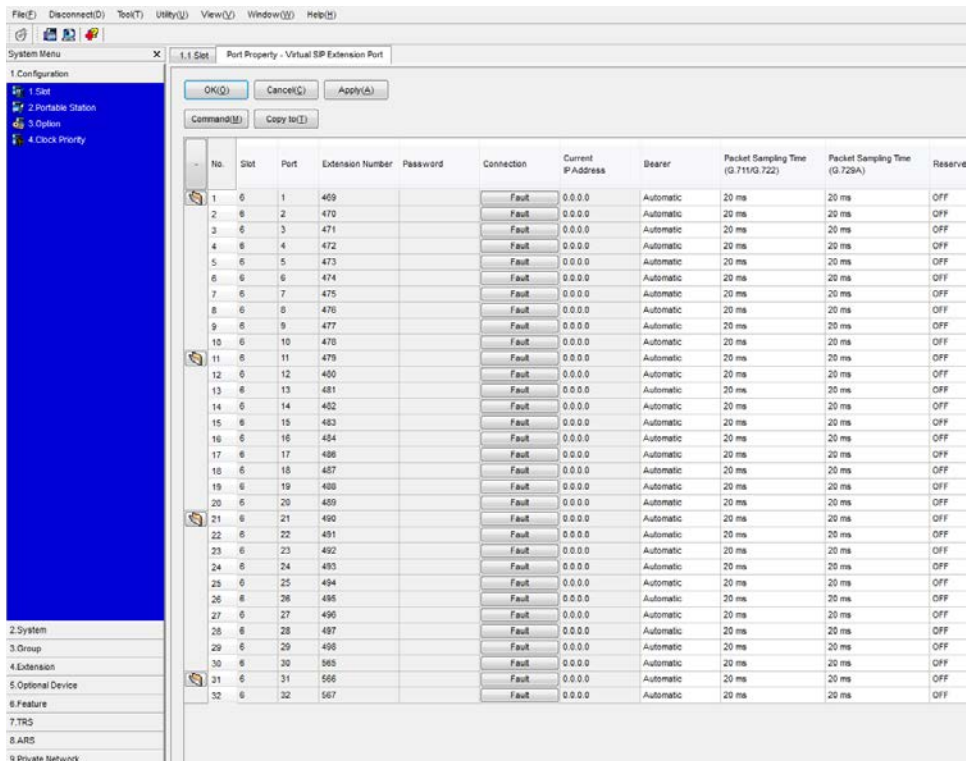 File(F) Disconnect(D) Tool(T) Utility(U) View(V) Window(W) Help(H)
System Menu X
1.1 Slot Port Property - Virtual SIP Extension Port
1.Configuration
1.Slot
2.Portable Station
3.Option
4.Clock Priority
OK(O) Cancel(C) Apply(A)
Command(M) Copy to(T)
- No. Slot Port Extension Number Password Connection Current IP Address Bearer Packet Sampling Time (G.711/G.722) Packet Sampling Time (G.729A) Reserve
1 6 1 469 Fault 0.0.0.0 Automatic 20 ms 20 ms OFF
2 6 2 470 Fault 0.0.0.0 Automatic 20 ms 20 ms OFF
3 6 3 471 Fault 0.0.0.0 Automatic 20 ms 20 ms OFF
4 6 4 472 Fault 0.0.0.0 Automatic 20 ms 20 ms OFF
5 6 5 473 Fault 0.0.0.0 Automatic 20 ms 20 ms OFF
6 6 6 474 Fault 0.0.0.0 Automatic 20 ms 20 ms OFF
7 6 7 475 Fault 0.0.0.0 Automatic 20 ms 20 ms OFF
8 6 8 476 Fault 0.0.0.0 Automatic 20 ms 20 ms OFF
9 6 9 477 Fault 0.0.0.0 Automatic 20 ms 20 ms OFF
10 6 10 478 Fault 0.0.0.0 Automatic 20 ms 20 ms OFF
11 6 11 479 Fault 0.0.0.0 Automatic 20 ms 20 ms OFF
12 6 12 480 Fault 0.0.0.0 Automatic 20 ms 20 ms OFF
13 6 13 481 Fault 0.0.0.0 Automatic 20 ms 20 ms OFF
14 6 14 482 Fault 0.0.0.0 Automatic 20 ms 20 ms OFF
15 6 15 483 Fault 0.0.0.0 Automatic 20 ms 20 ms OFF
16 6 16 484 Fault 0.0.0.0 Automatic 20 ms 20 ms OFF
17 6 17 486 Fault 0.0.0.0 Automatic 20 ms 20 ms OFF
18 6 18 487 Fault 0.0.0.0 Automatic 20 ms 20 ms OFF
19 6 19 488 Fault 0.0.0.0 Automatic 20 ms 20 ms OFF
20 6 20 489 Fault 0.0.0.0 Automatic 20 ms 20 ms OFF
21 6 21 490 Fault 0.0.0.0 Automatic 20 ms 20 ms OFF
22 6 22 491 Fault 0.0.0.0 Automatic 20 ms 20 ms OFF
23 6 23 492 Fault 0.0.0.0 Automatic 20 ms 20 ms OFF
24 6 24 493 Fault 0.0.0.0 Automatic 20 ms 20 ms OFF
25 6 25 494 Fault 0.0.0.0 Automatic 20 ms 20 ms OFF
26 6 26 495 Fault 0.0.0.0 Automatic 20 ms 20 ms OFF
27 6 27 496 Fault 0.0.0.0 Automatic 20 ms 20 ms OFF
28 6 28 497 Fault 0.0.0.0 Automatic 20 ms 20 ms OFF
29 6 29 498 Fault 0.0.0.0 Automatic 20 ms 20 ms OFF
30 6 30 565 Fault 0.0.0.0 Automatic 20 ms 20 ms OFF
31 6 31 566 Fault 0.0.0.0 Automatic 20 ms 20 ms OFF
32 6 32 567 Fault 0.0.0.0 Automatic 20 ms 20 ms OFF
2.System
3.Group
4.Extension
5.Optional Device
6.Feature
7.TRS
8.ARS
9.Private Network